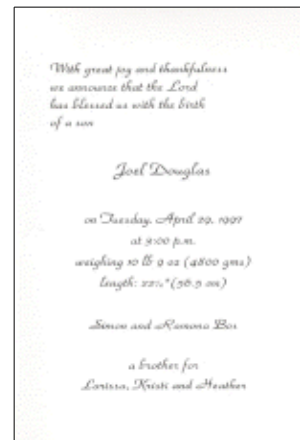 With great joy and thankfulness
we announce that the Lord
has blessed us with the birth
of a son
Joel Douglas
on Tuesday, April 29, 1997
at 3:00 p.m.
weighing 10 lb 9 oz (4800 gms)
length: 22¼" (56.5 cm)
Simon and Ramona Bos
a brother for
Larissa, Kristi and Heather